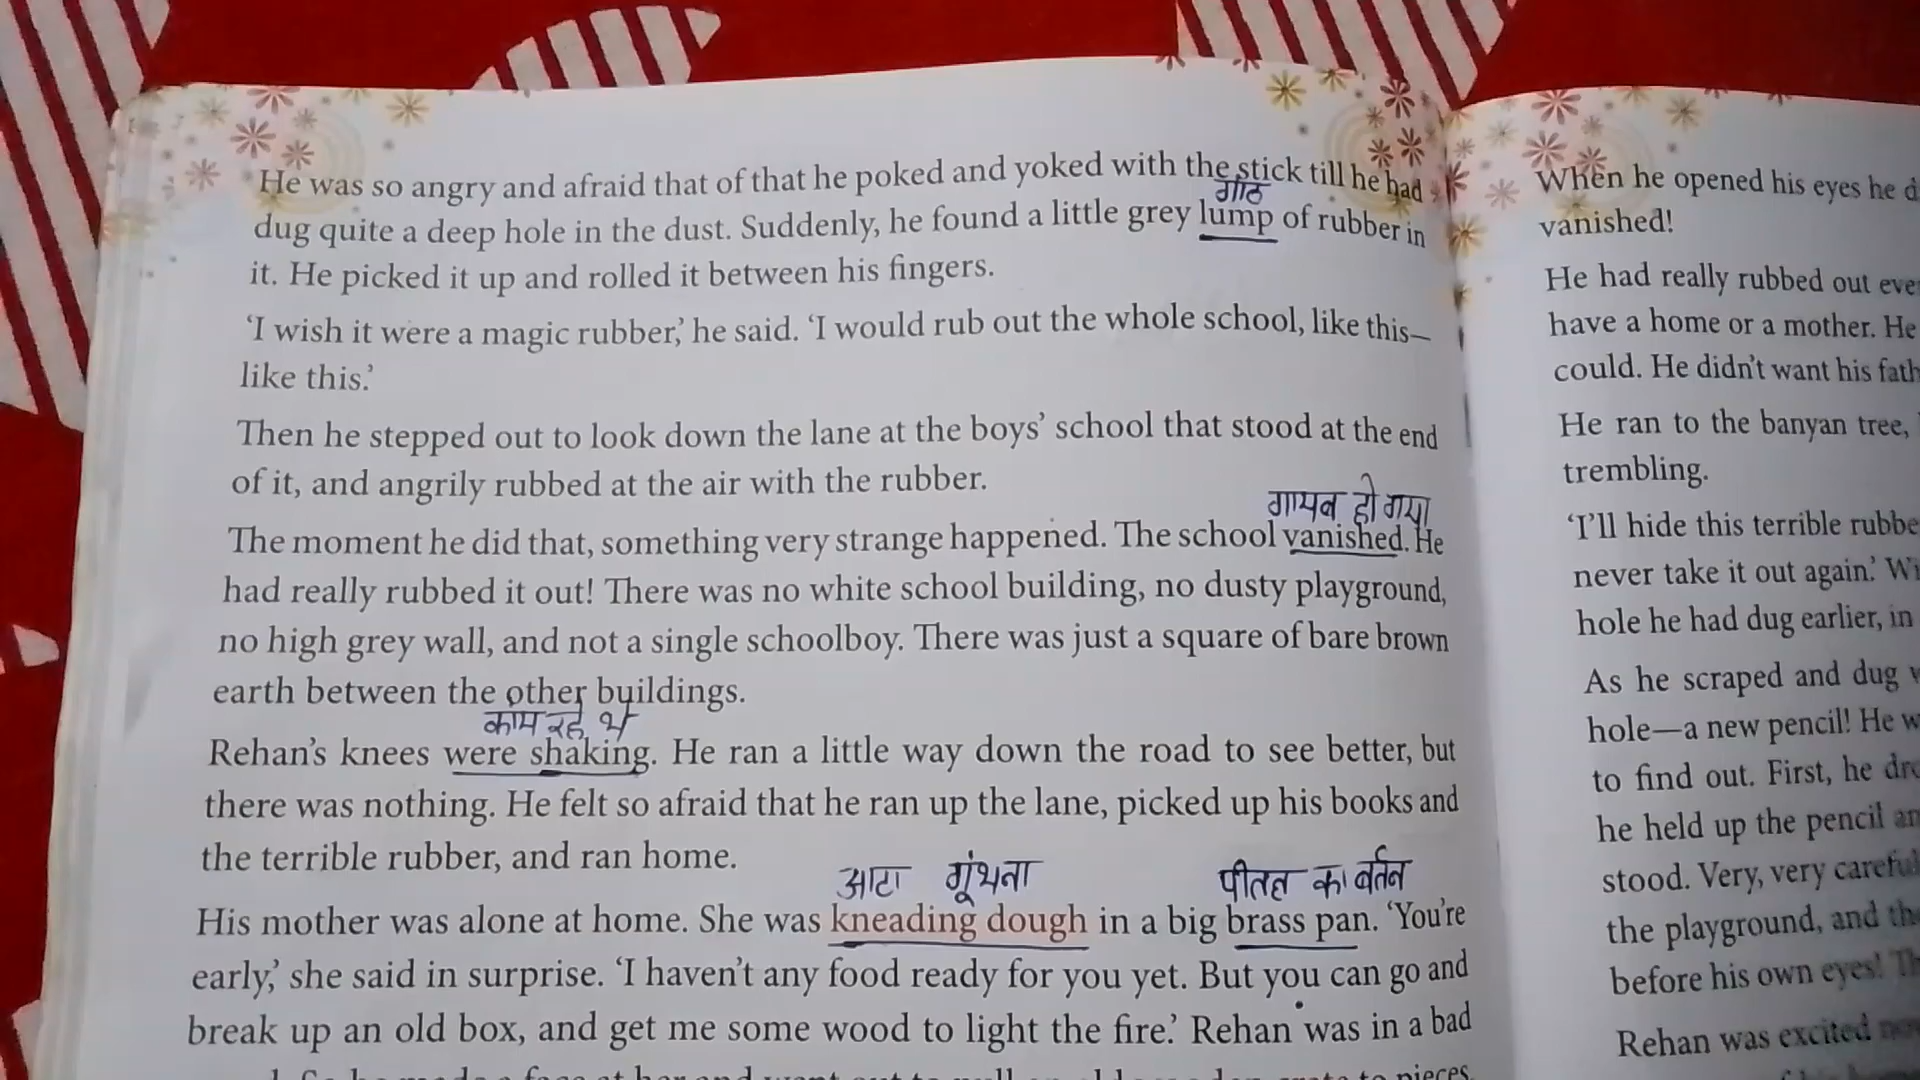 He was so angry and afraid that of that he poked and yoked with the stick till he had
गाठ
dug quite a deep hole in the dust. Suddenly, he found a little grey lump of rubber in
it. He picked it up and rolled it between his fingers.
‘I wish it were a magic rubber,’ he said. ‘I would rub out the whole school, like this—
like this.’
Then he stepped out to look down the lane at the boys’ school that stood at the end
of it, and angrily rubbed at the air with the rubber.
गायब हो गया
The moment he did that, something very strange happened. The school vanished. He
had really rubbed it out! There was no white school building, no dusty playground,
no high grey wall, and not a single schoolboy. There was just a square of bare brown
earth between the other buildings.
काम रहे थे
Rehan’s knees were shaking. He ran a little way down the road to see better, but
there was nothing. He felt so afraid that he ran up the lane, picked up his books and
the terrible rubber, and ran home.
आटा गूंथना पीतल का बर्तन
His mother was alone at home. She was kneading dough in a big brass pan. ‘You’re
early,’ she said in surprise. ‘I haven’t any food ready for you yet. But you can go and
break up an old box, and get me some wood to light the fire.’ Rehan was in a bad
to pieces.
When he opened his eyes he
vanished!
He had really rubbed out
have a home or a mother. He
could. He didn’t want his
He ran to the banyan tree,
trembling.
‘I’ll hide this terrible
never take it out again.’
hole he had dug earlier, in
As he scraped and dug
hole—a new pencil! He
to find out. First, he
he held up the pencil
stood. Very, very
the playground, and
before his own eyes!
Rehan was excited